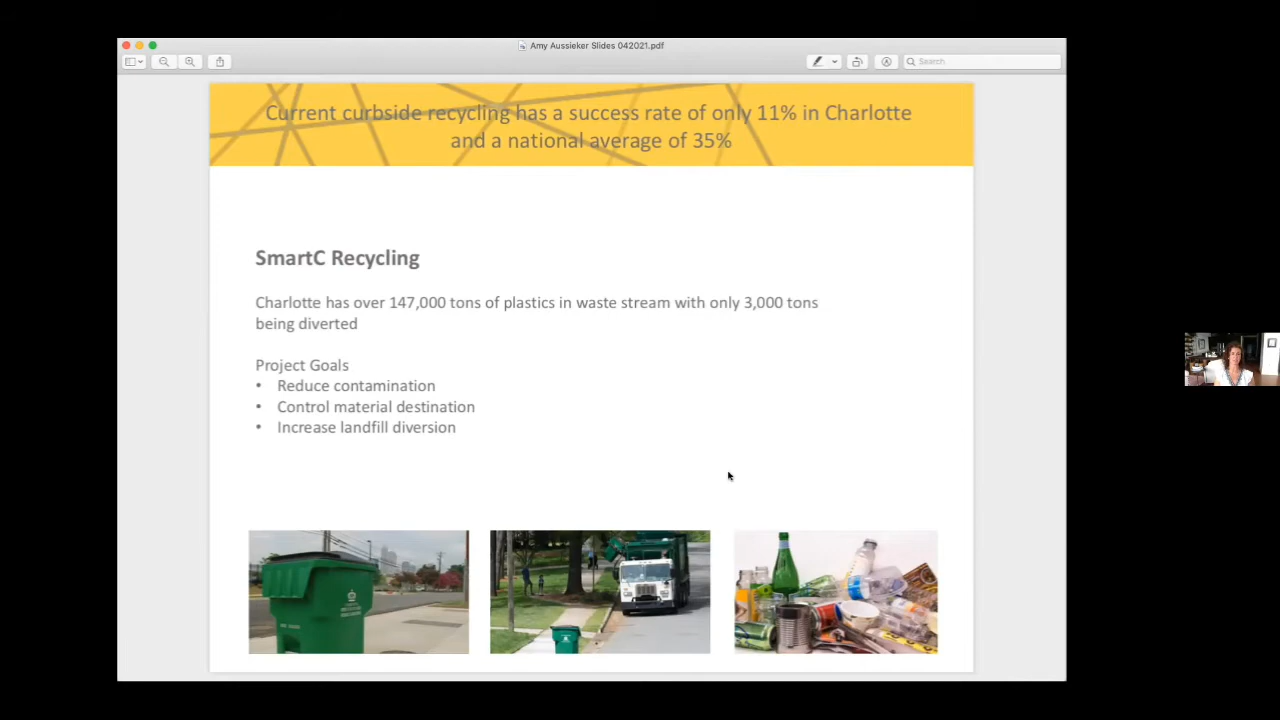 Amy Aussieker Slides 042021.pdf
Search
Current curbside recycling has a success rate of only 11% in Charlotte
and a national average of 35%
SmartC Recycling
Charlotte has over 147,000 tons of plastics in waste stream with only 3,000 tons
being diverted
Project Goals
• Reduce contamination
• Control material destination
• Increase landfill diversion